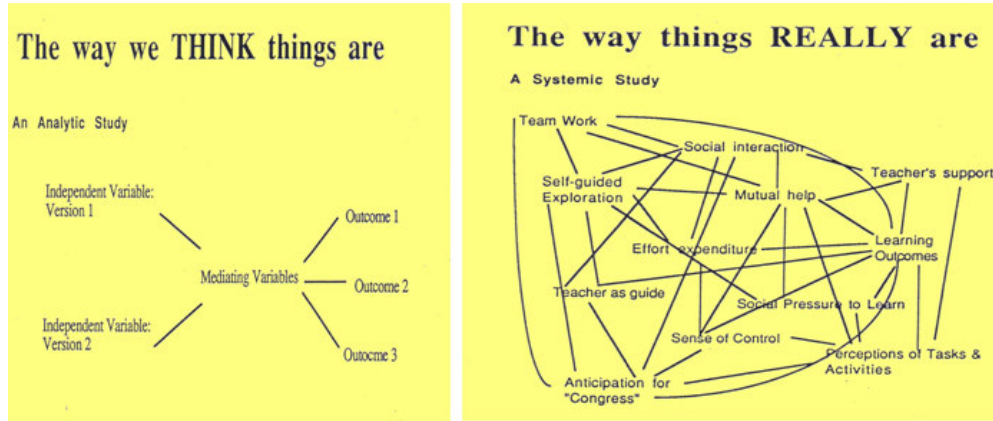 The way we THINK things are
An Analytic Study
Independent Variable:
Version 1
Outcome 1
Mediating Variables
Outcome 2
Independent Variable:
Version 2
Outocme 3
The way things REALLY are
A Systemic Study
Team Work
Social interaction
Teacher's support
Self-guided
Exploration
Mutual help
Effort expenditure
Learning
Outcomes
Teacher as guide
Social Pressure to Learn
Sense of Control
Perceptions of Tasks &
Activities
Anticipation for
"Congress"